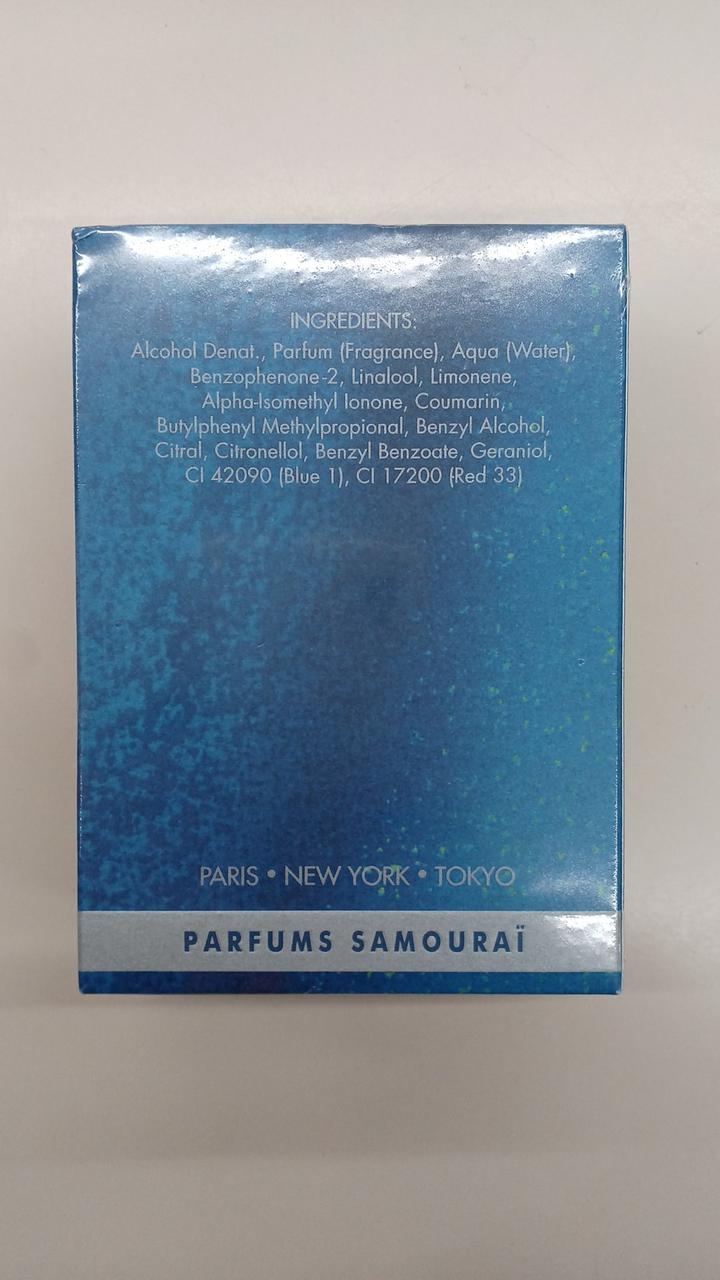 INGREDIENTS:
Alcohol Denat., Parfum (Fragrance), Aqua (Water),
Benzophenone-2, Linalool, Limonene,
Alpha-Isomethyl Ionone, Coumarin,
Butylphenyl Methylpropional, Benzyl Alcohol,
Citral, Citronellol, Benzyl Benzoate, Geraniol,
CI 42090 (Blue 1), CI 17200 (Red 33)
PARIS • NEW YORK • TOKYO
PARFUMS SAMOURAÏ